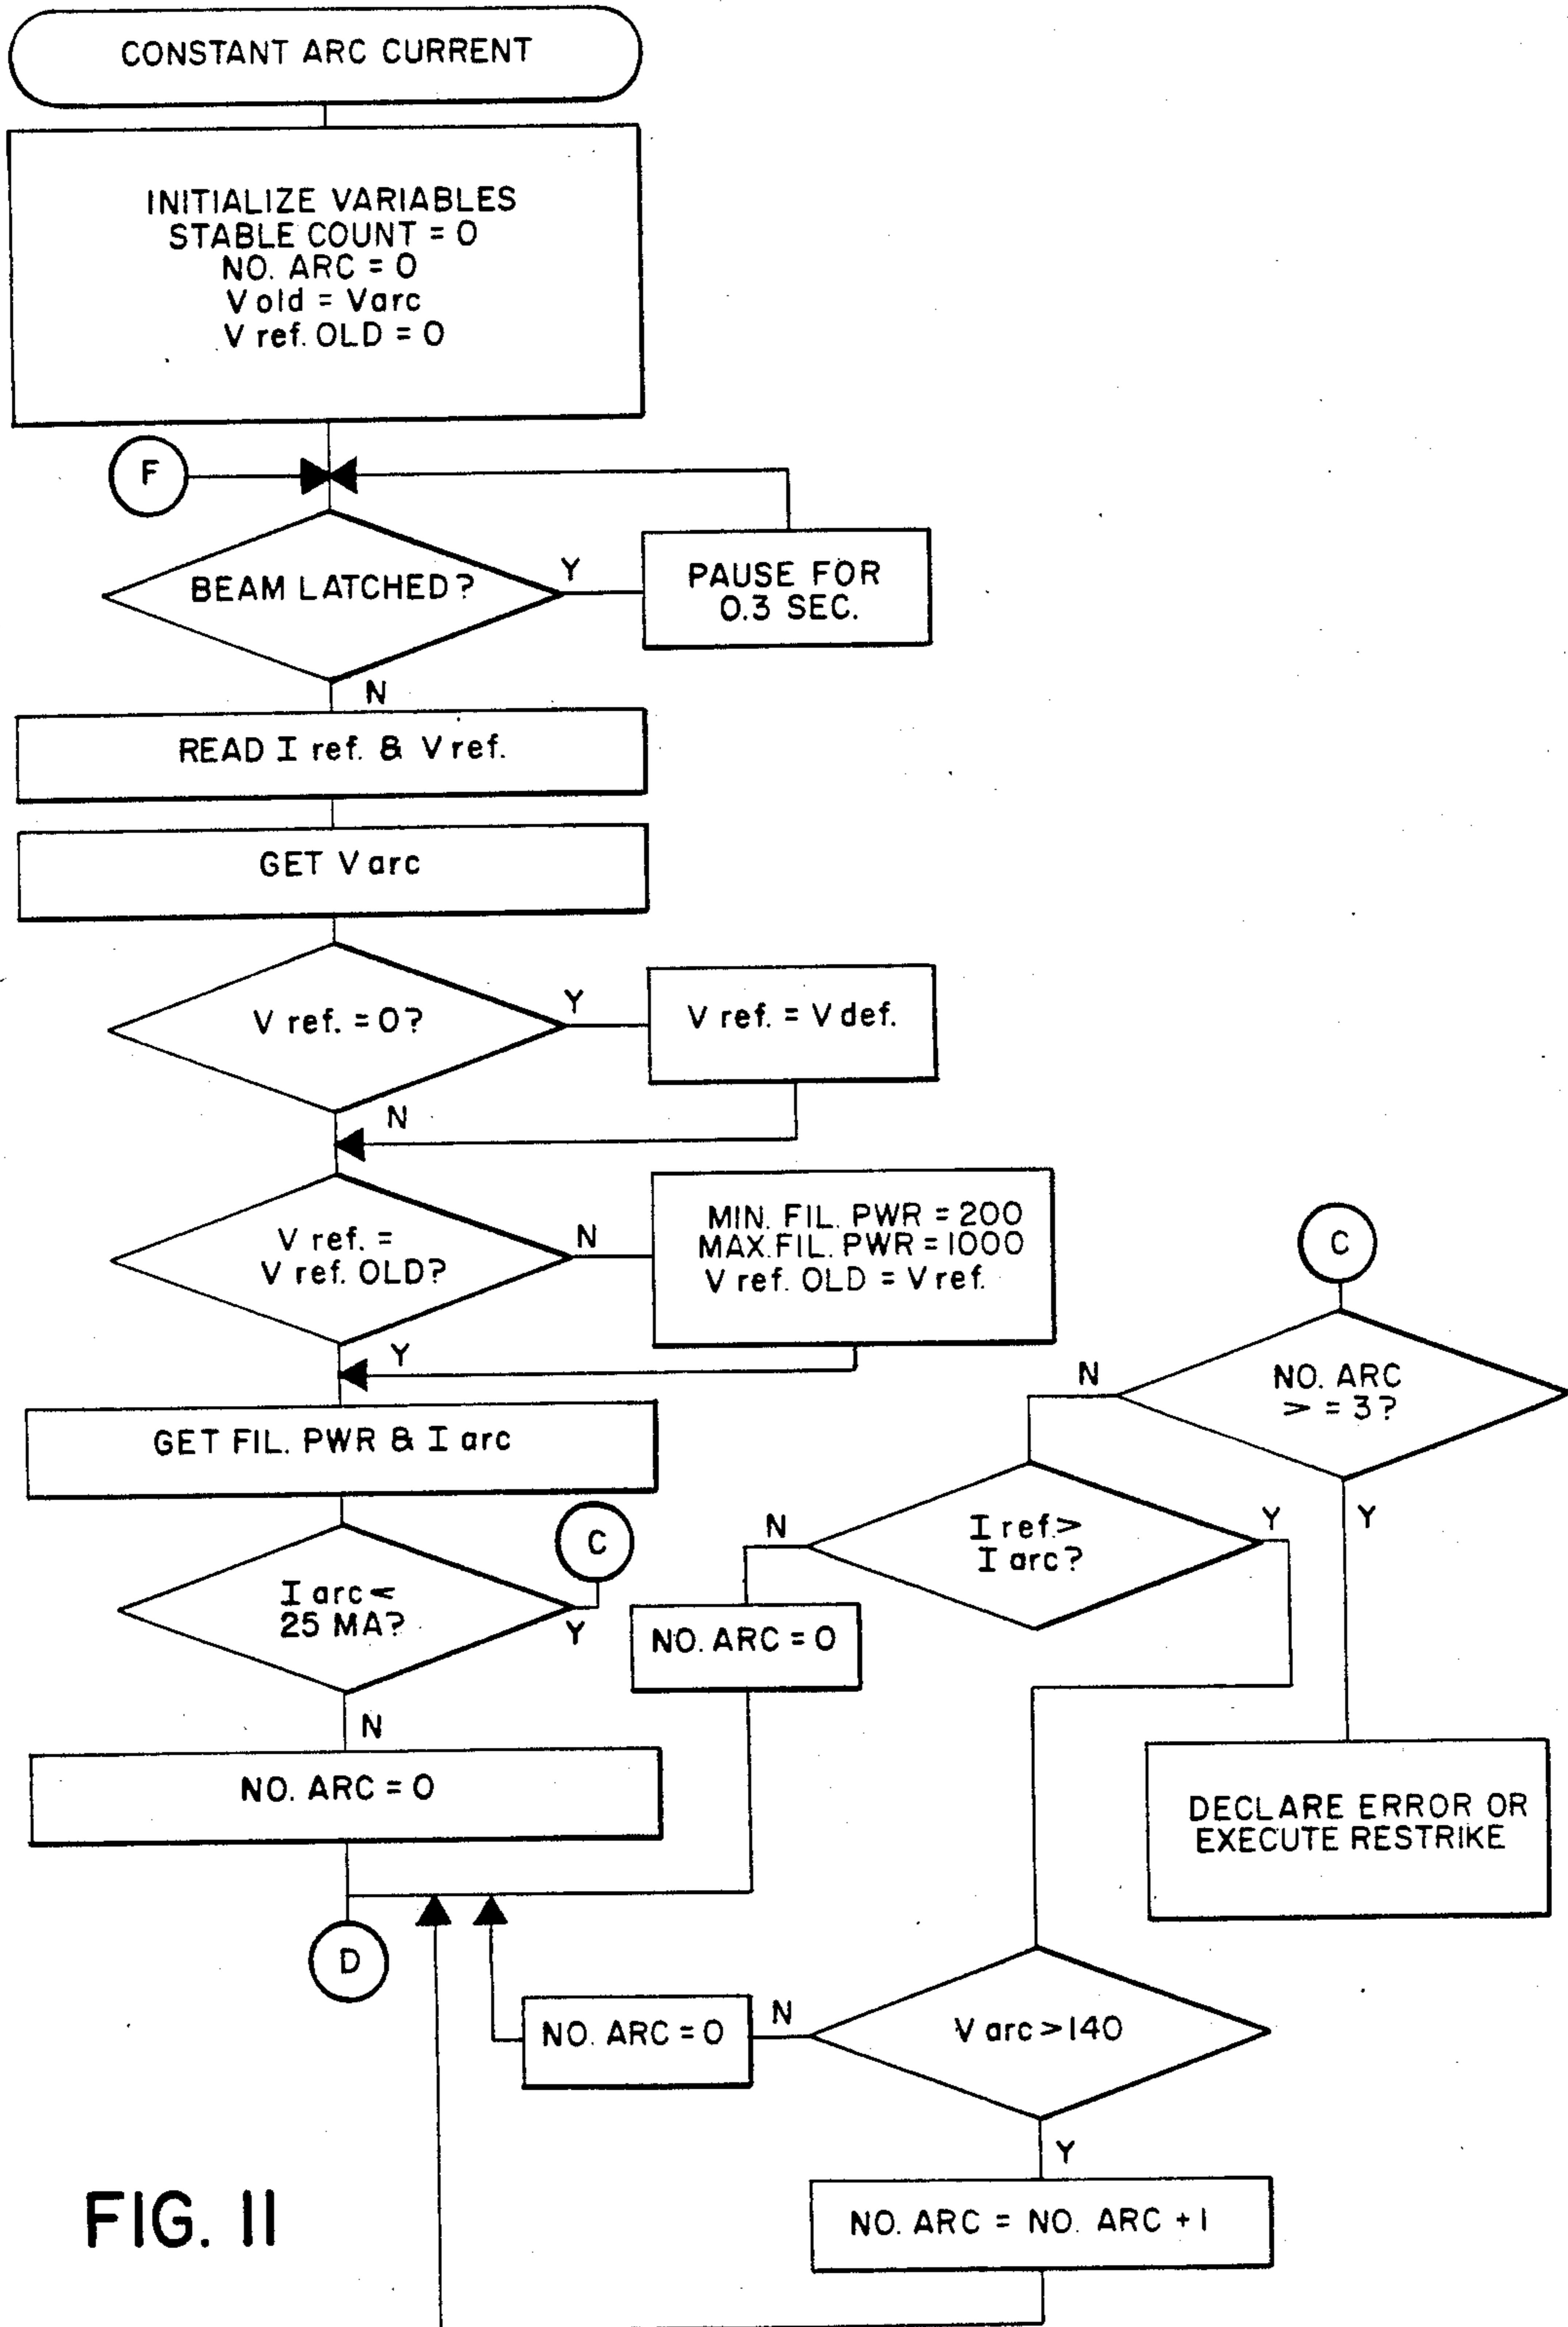 CONSTANT ARC CURRENT
INITIALIZE VARIABLES
STABLE COUNT = 0
NO. ARC = 0
V old = Varc
V ref. OLD = 0
F
BEAM LATCHED?
Y
PAUSE FOR
0.3 SEC.
N
READ I ref. & V ref.
GET V arc
V ref. = 0?
Y
V ref. = V def.
N
V ref. =
V ref. OLD?
N
MIN. FIL. PWR = 200
MAX. FIL. PWR = 1000
V ref. OLD = V ref.
Y
GET FIL. PWR & I arc
I arc <
25 MA?
Y
C
N
NO. ARC = 0
D
C
NO. ARC
> = 3?
N
Y
I ref. >
I arc?
N
Y
NO. ARC = 0
DECLARE ERROR OR
EXECUTE RESTRIKE
V arc > 140
N
NO. ARC = 0
Y
NO. ARC = NO. ARC + 1
FIG. 11